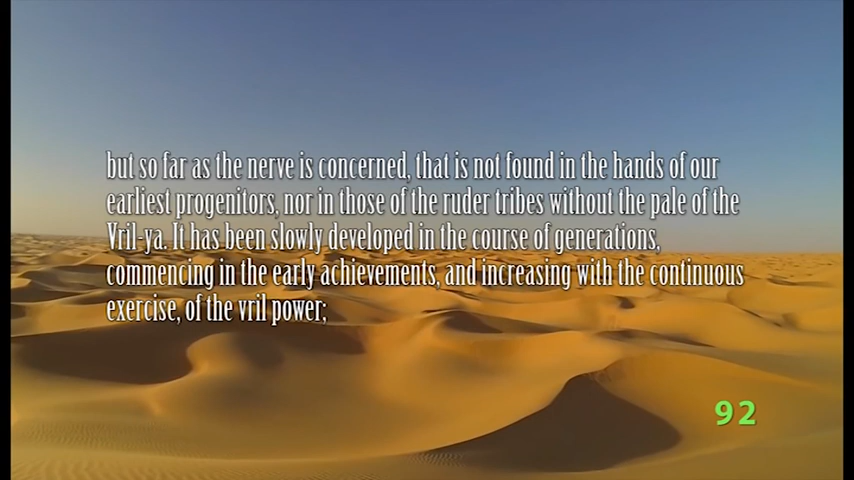 but so far as the nerve is concerned, that is not found in the hands of our
earliest progenitors, nor in those of the ruder tribes without the pale of the
Vril-ya. It has been slowly developed in the course of generations,
commencing in the early achievements, and increasing with the continuous
exercise, of the vril power;
92